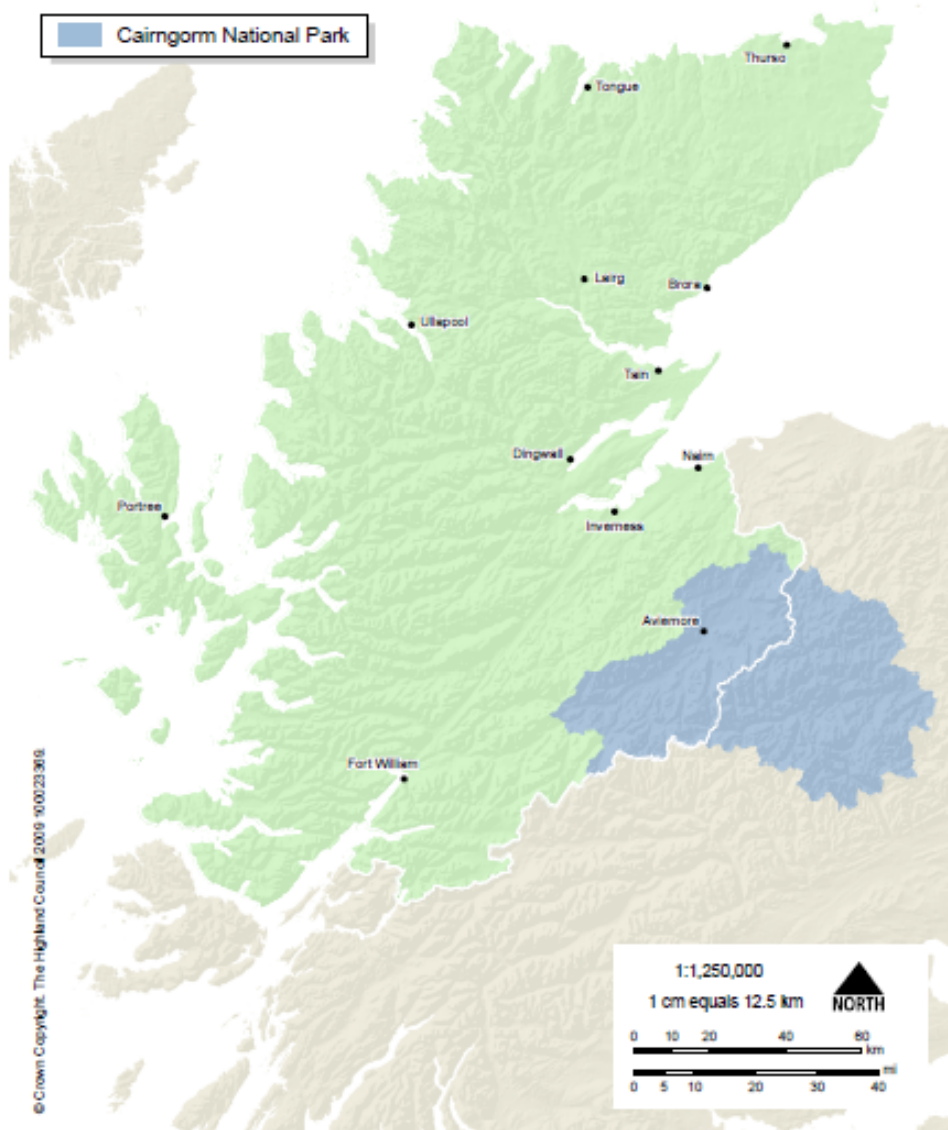 Cairngorm National Park
Thurso
Tongue
Lairg
Brora
Ullapool
Tain
Dingwall
Nairn
Portree
Inverness
Aviemore
Fort William
© Crown Copyright. The Highland Council 2009 100023369.
1:1,250,000
1 cm equals 12.5 km
NORTH
0 10 20 40 60
km
mi
0 5 10 20 30 40